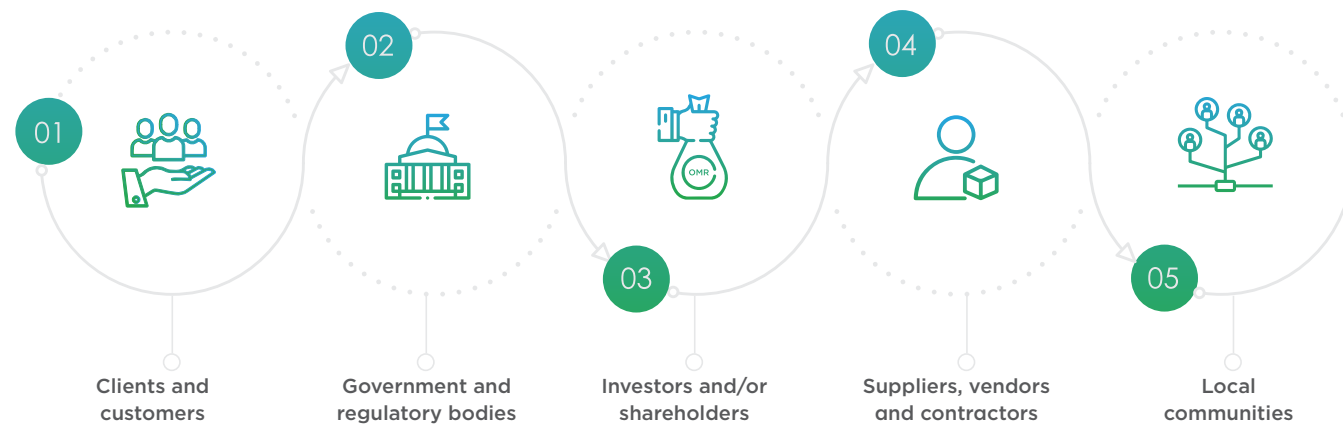 01
02
03
04
05
OMR
Clients and
customers
Government and
regulatory bodies
Investors and/or
shareholders
Suppliers, vendors
and contractors
Local
communities